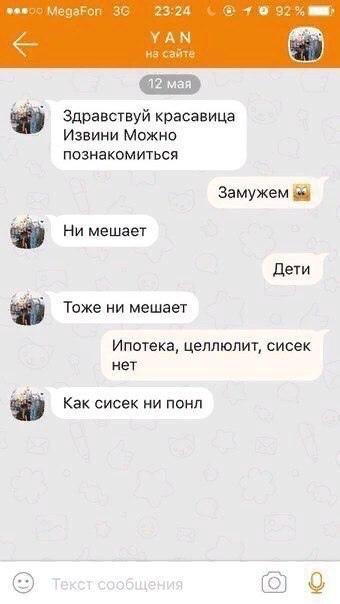 MegaFon 3G 23:24 92 %
YAN
на сайте
12 мая
Здравствуй красавица
Извини Можно
познакомиться
Замужем
Ни мешает
Дети
Тоже ни мешает
Ипотека, целлюлит, сисек
нет
Как сисек ни понл
Текст сообщения